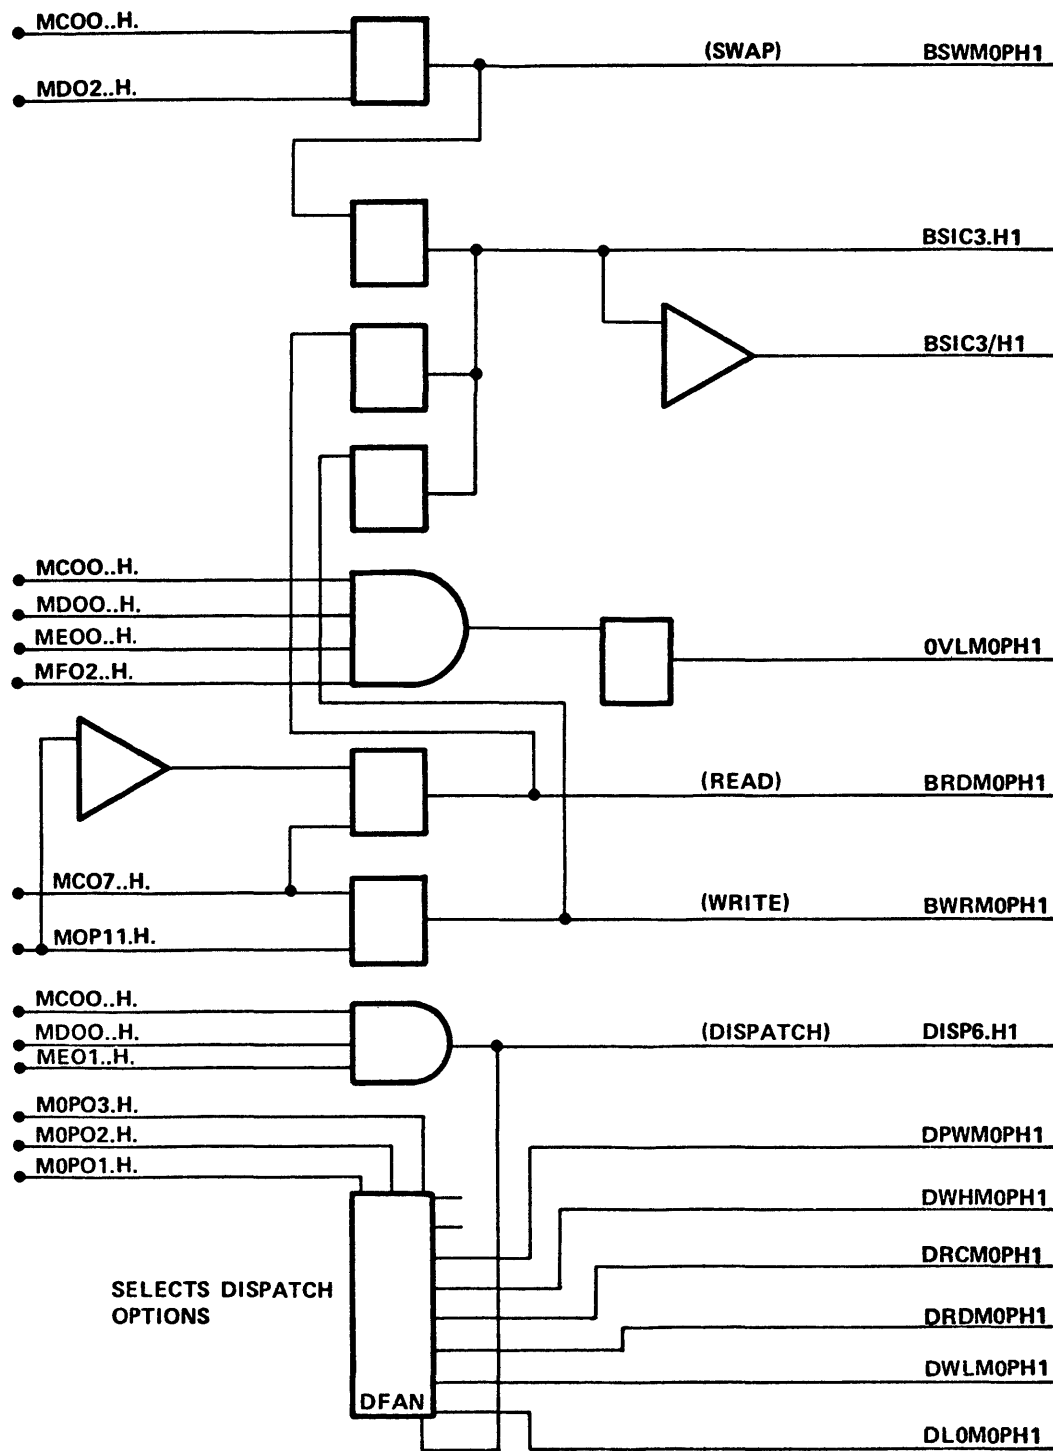 MCOO..H.
(SWAP)
BSWM0PH1
MDO2..H.
BSIC3.H1
BSIC3/H1
MCOO..H.
MDOO..H.
MEOO..H.
MFO2..H.
0VLM0PH1
(READ)
BRDM0PH1
MCO7..H.
(WRITE)
BWRM0PH1
MOP11.H.
MCOO..H.
MDOO..H.
(DISPATCH)
DISP6.H1
MEO1..H.
M0PO3.H.
M0PO2.H.
DPWM0PH1
M0PO1.H.
DWHM0PH1
DRCM0PH1
SELECTS DISPATCH
OPTIONS
DRDM0PH1
DWLM0PH1
DFAN
DL0M0PH1